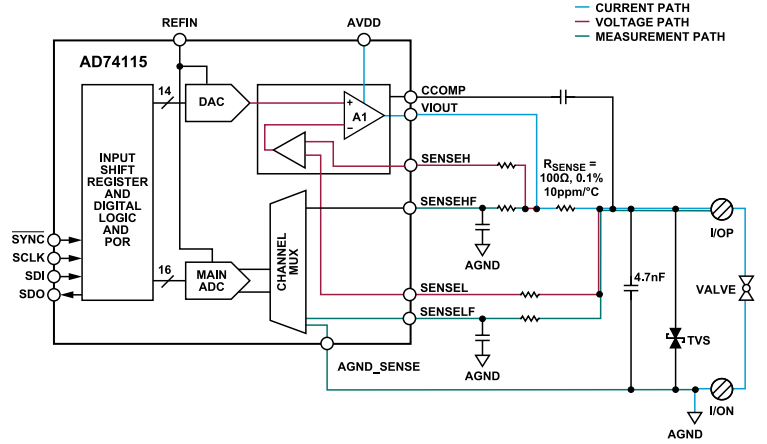 CURRENT PATH
VOLTAGE PATH
MEASUREMENT PATH
REFIN
AVDD
AD74115
14
DAC
+
A1
−
CCOMP
VIOUT
INPUT
SHIFT
REGISTER
AND
DIGITAL
LOGIC
AND
POR
SENSEH
RSENSE =
100Ω, 0.1%
10ppm/°C
SENSEHF
I/OP
AGND
SYNC
SCLK
SDI
SDO
16
MAIN
ADC
CHANNEL
MUX
SENSEL
4.7nF
VALVE
SENSELF
TVS
AGND_SENSE
AGND
I/ON
AGND